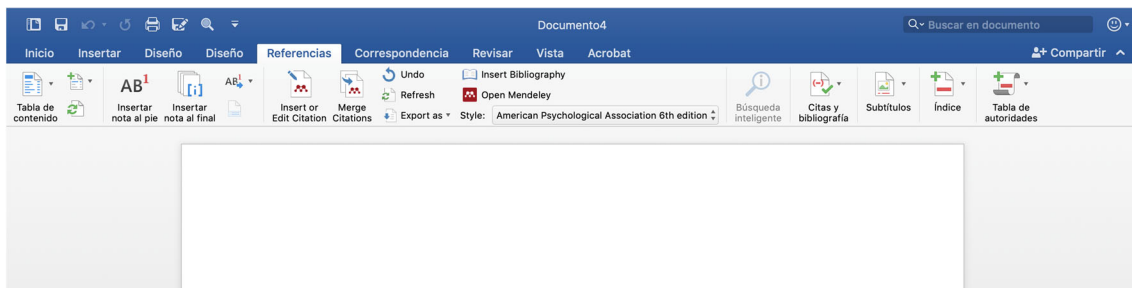 Documento4
Buscar en documento
Inicio Insertar Diseño Diseño Referencias Correspondencia Revisar Vista Acrobat Compartir
Tabla de contenido
AB1
Insertar nota al pie
[i]
Insertar nota al final
AB1
Insert or Edit Citation
Merge Citations
Undo
Refresh
Export as
Insert Bibliography
Open Mendeley
Style: American Psychological Association 6th edition
Búsqueda inteligente
(-)
Citas y bibliografía
Subtítulos
Índice
Tabla de autoridades